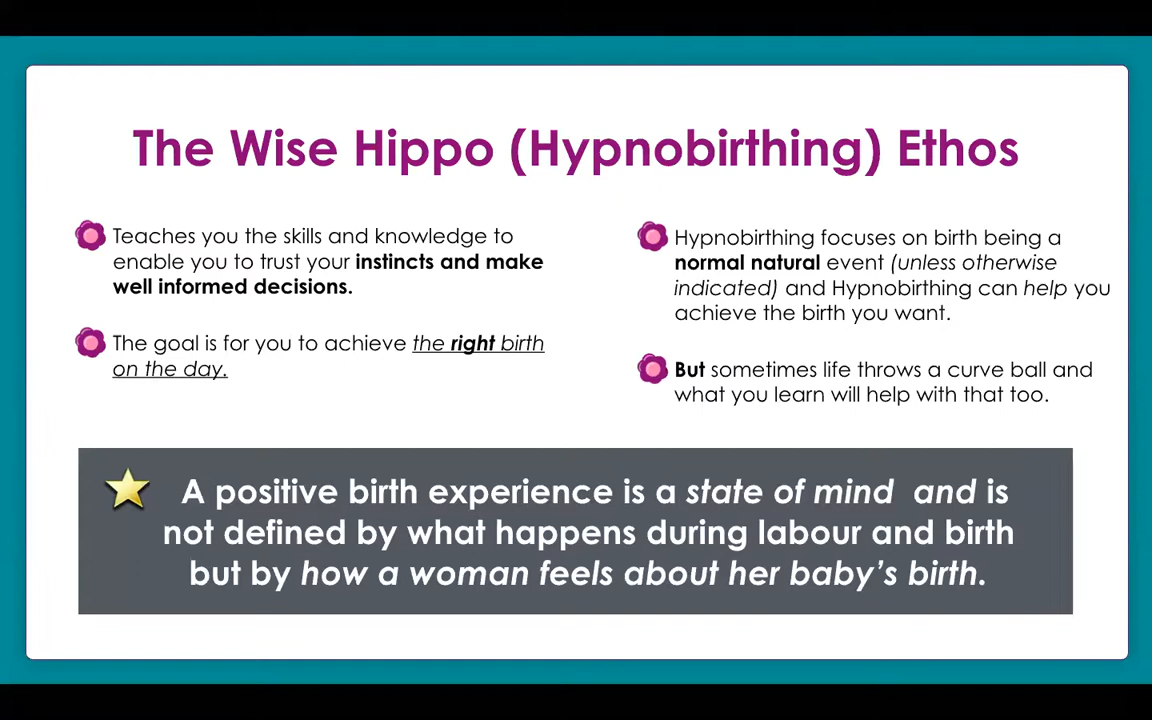 The Wise Hippo (Hypnobirthing) Ethos
Teaches you the skills and knowledge to
enable you to trust your instincts and make
well informed decisions.
The goal is for you to achieve the right birth
on the day.
Hypnobirthing focuses on birth being a
normal natural event (unless otherwise
indicated) and Hypnobirthing can help you
achieve the birth you want.
But sometimes life throws a curve ball and
what you learn will help with that too.
A positive birth experience is a state of mind and is
not defined by what happens during labour and birth
but by how a woman feels about her baby’s birth.